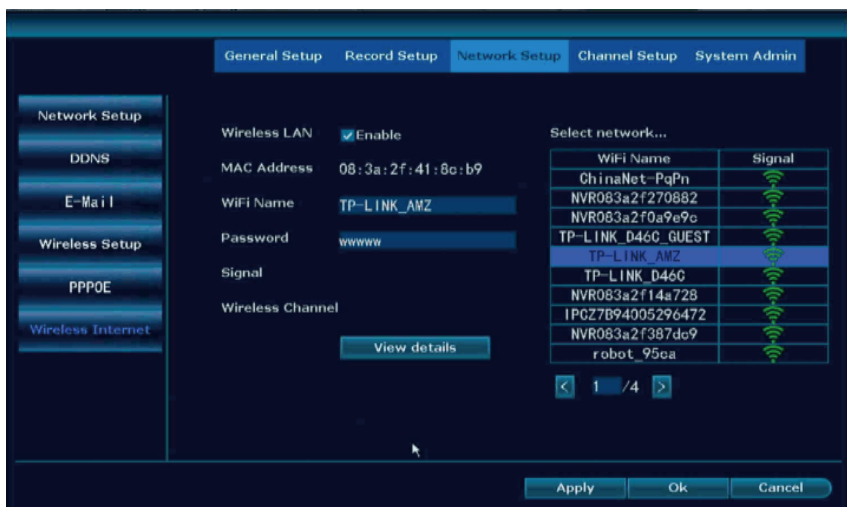 General Setup Record Setup Network Setup Channel Setup System Admin
Network Setup
DDNS
E-Mail
Wireless Setup
PPPOE
Wireless Internet
Wireless LAN Enable
MAC Address 08:3a:2f:41:8c:b9
WiFi Name TP-LINK_AMZ
Password wwwww
Signal
Wireless Channel
View details
Select network...
WiFi Name Signal
ChinaNet-PqPn
NVR083a2f270882
NVR083a2f0a9e9c
TP-LINK_D46C_GUEST
TP-LINK_AMZ
TP-LINK_D46C
NVR083a2f14a728
IPCZ7B94005296472
NVR083a2f387dc9
robot_95ca
< 1 /4 >
Apply Ok Cancel